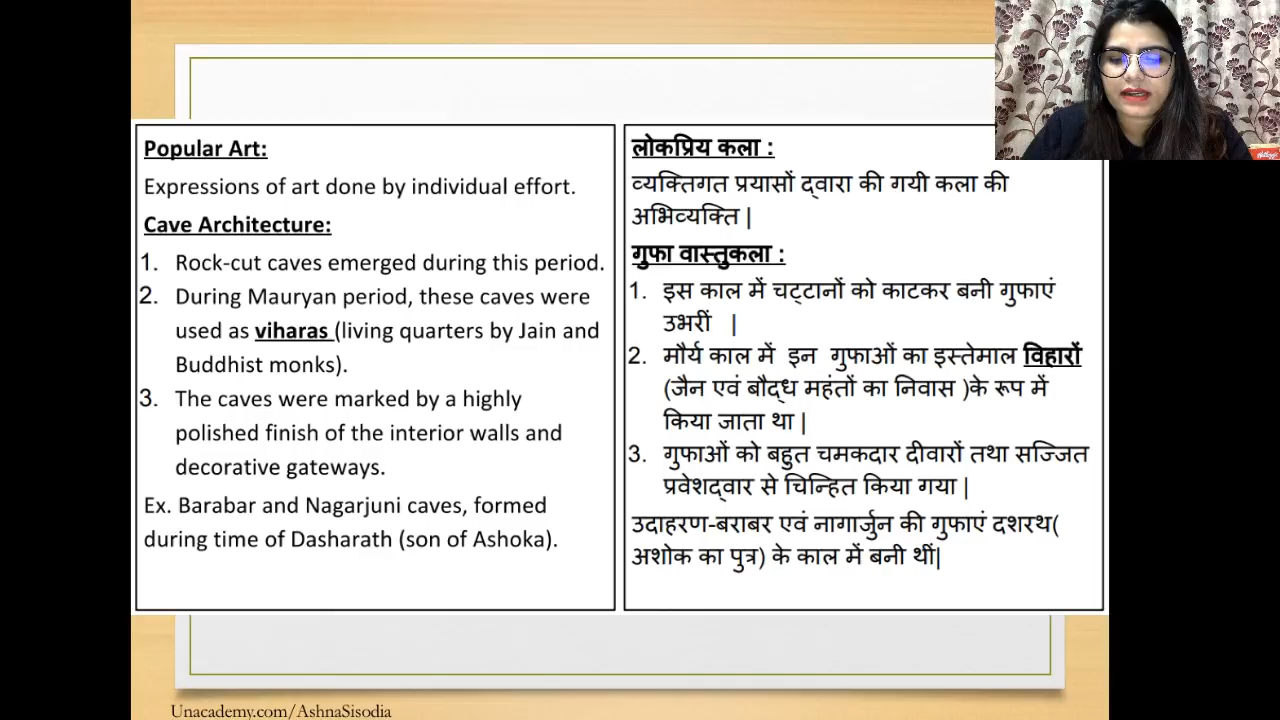 Popular Art:
Expressions of art done by individual effort.
Cave Architecture:
1. Rock-cut caves emerged during this period.
2. During Mauryan period, these caves were
used as viharas (living quarters by Jain and
Buddhist monks).
3. The caves were marked by a highly
polished finish of the interior walls and
decorative gateways.
Ex. Barabar and Nagarjuni caves, formed
during time of Dasharath (son of Ashoka).
लोकप्रिय कला :
व्यक्तिगत प्रयासों द्वारा की गयी कला की
अभिव्यक्ति |
गुफा वास्तुकला :
1. इस काल में चट्टानों को काटकर बनी गुफाएं
उभरीं |
2. मौर्य काल में इन गुफाओं का इस्तेमाल विहारों
(जैन एवं बौद्ध महंतों का निवास )के रूप में
किया जाता था |
3. गुफाओं को बहुत चमकदार दीवारों तथा सज्जित
प्रवेशद्वार से चिन्हित किया गया |
उदाहरण-बराबर एवं नागार्जुन की गुफाएं दशरथ(
अशोक का पुत्र) के काल में बनी थीं|
Unacademy.com/AshnaSisodia
Kellogg's